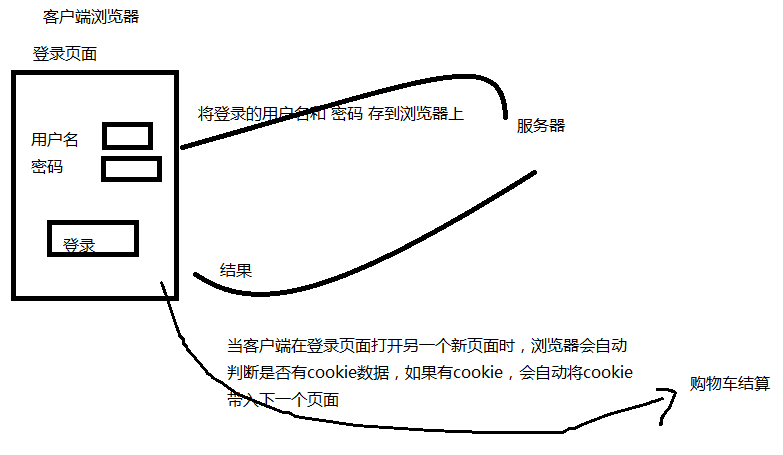 客户端浏览器
登录页面
将登录的用户名和 密码 存到浏览器上
服务器
用户名
密码
登录
结果
当客户端在登录页面打开另一个新页面时，浏览器会自动
判断是否有cookie数据，如果有cookie，会自动将cookie
带入下一个页面
购物车结算